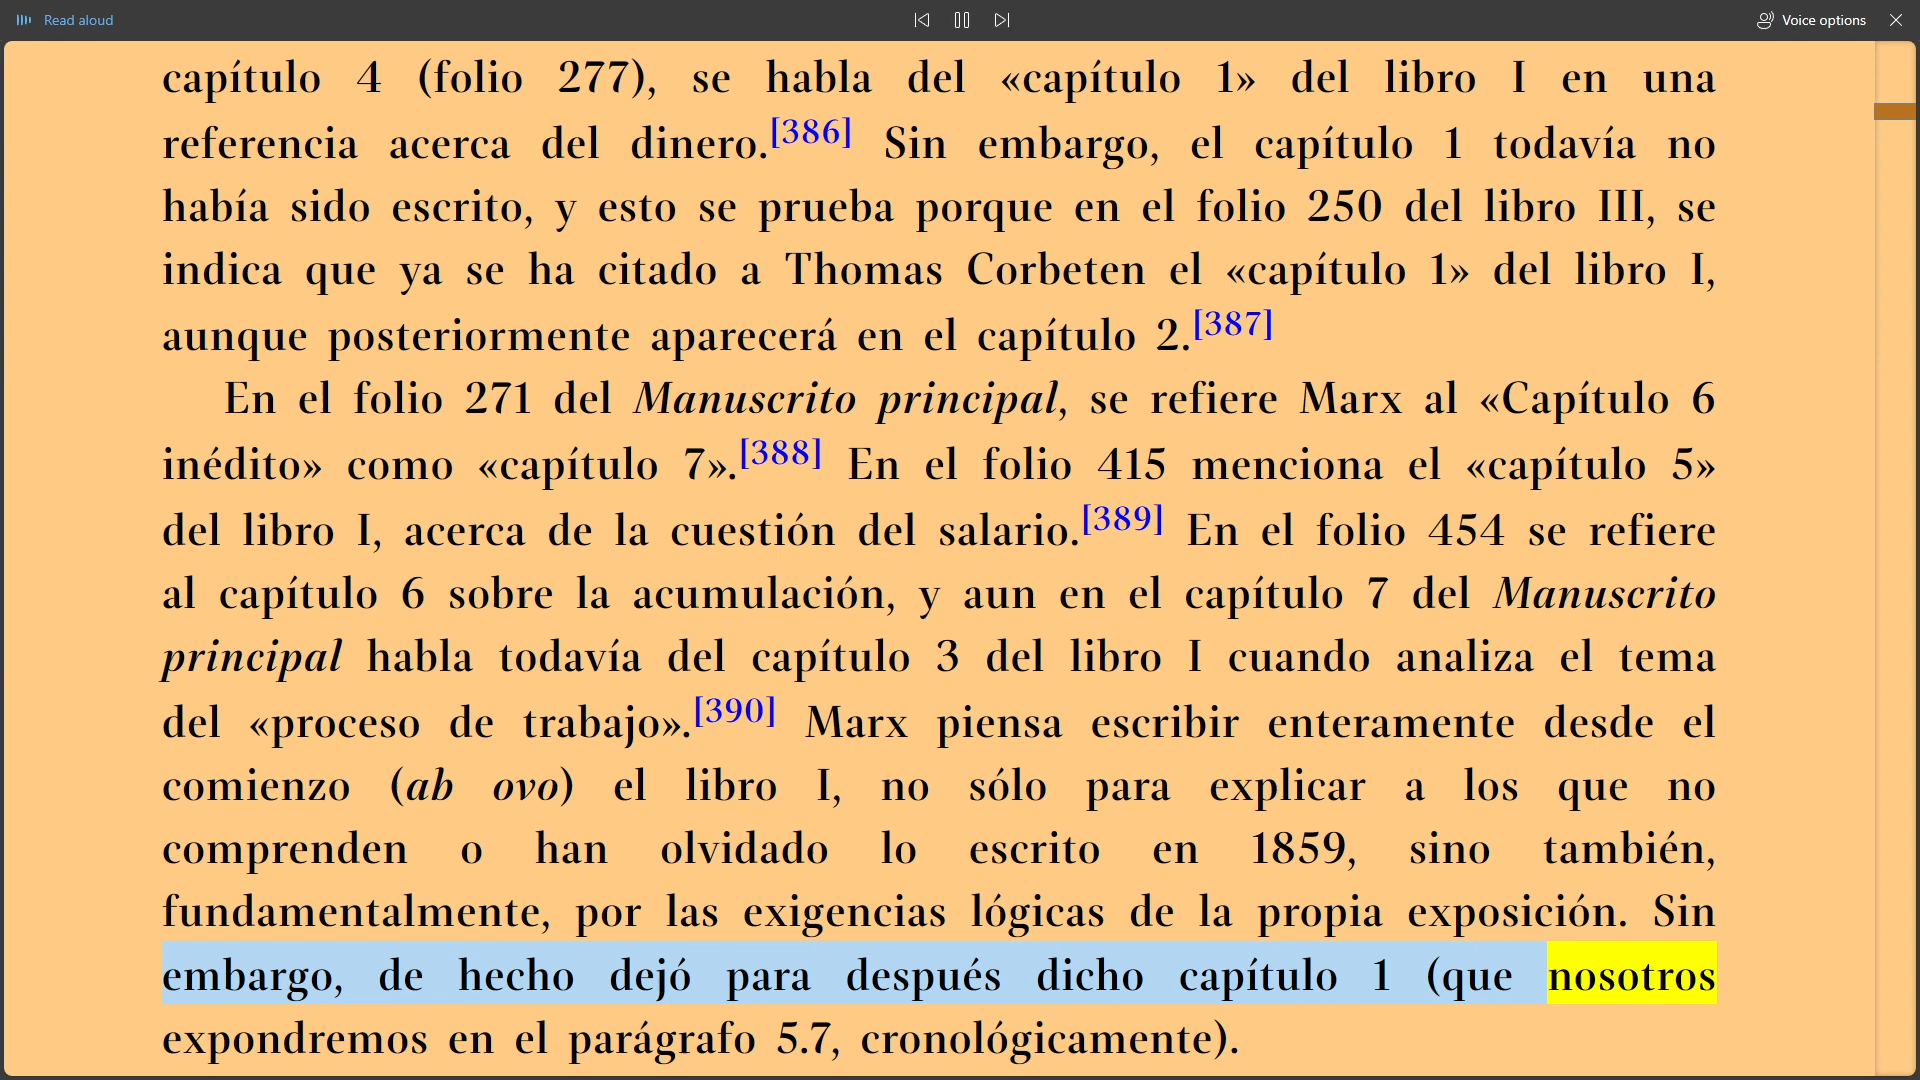 Read aloud
Voice options
capítulo 4 (folio 277), se habla del «capítulo 1» del libro I en una
referencia acerca del dinero.[386] Sin embargo, el capítulo 1 todavía no
había sido escrito, y esto se prueba porque en el folio 250 del libro III, se
indica que ya se ha citado a Thomas Corbeten el «capítulo 1» del libro I,
aunque posteriormente aparecerá en el capítulo 2.[387]
En el folio 271 del Manuscrito principal, se refiere Marx al «Capítulo 6
inédito» como «capítulo 7».[388] En el folio 415 menciona el «capítulo 5»
del libro I, acerca de la cuestión del salario.[389] En el folio 454 se refiere
al capítulo 6 sobre la acumulación, y aun en el capítulo 7 del Manuscrito
principal habla todavía del capítulo 3 del libro I cuando analiza el tema
del «proceso de trabajo».[390] Marx piensa escribir enteramente desde el
comienzo (ab ovo) el libro I, no sólo para explicar a los que no
comprenden o han olvidado lo escrito en 1859, sino también,
fundamentalmente, por las exigencias lógicas de la propia exposición. Sin
embargo, de hecho dejó para después dicho capítulo 1 (que nosotros
expondremos en el parágrafo 5.7, cronológicamente).